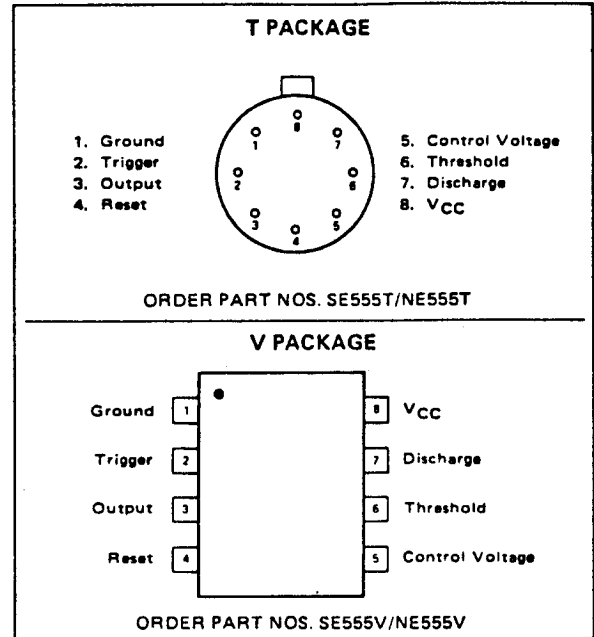 T PACKAGE
8
1 7
2 6
3 5
4
1. Ground
2. Trigger
3. Output
4. Reset
5. Control Voltage
6. Threshold
7. Discharge
8. VCC
ORDER PART NOS. SE555T/NE555T
V PACKAGE
Ground 1 8 VCC
Trigger 2 7 Discharge
Output 3 6 Threshold
Reset 4 5 Control Voltage
ORDER PART NOS. SE555V/NE555V